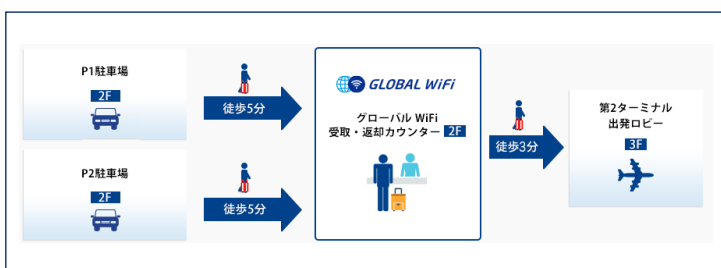 P1駐車場
2F
徒歩5分
P2駐車場
2F
徒歩5分
GLOBAL WiFi
グローバル WiFi
受取・返却カウンター 2F
徒歩3分
第2ターミナル
出発ロビー
3F